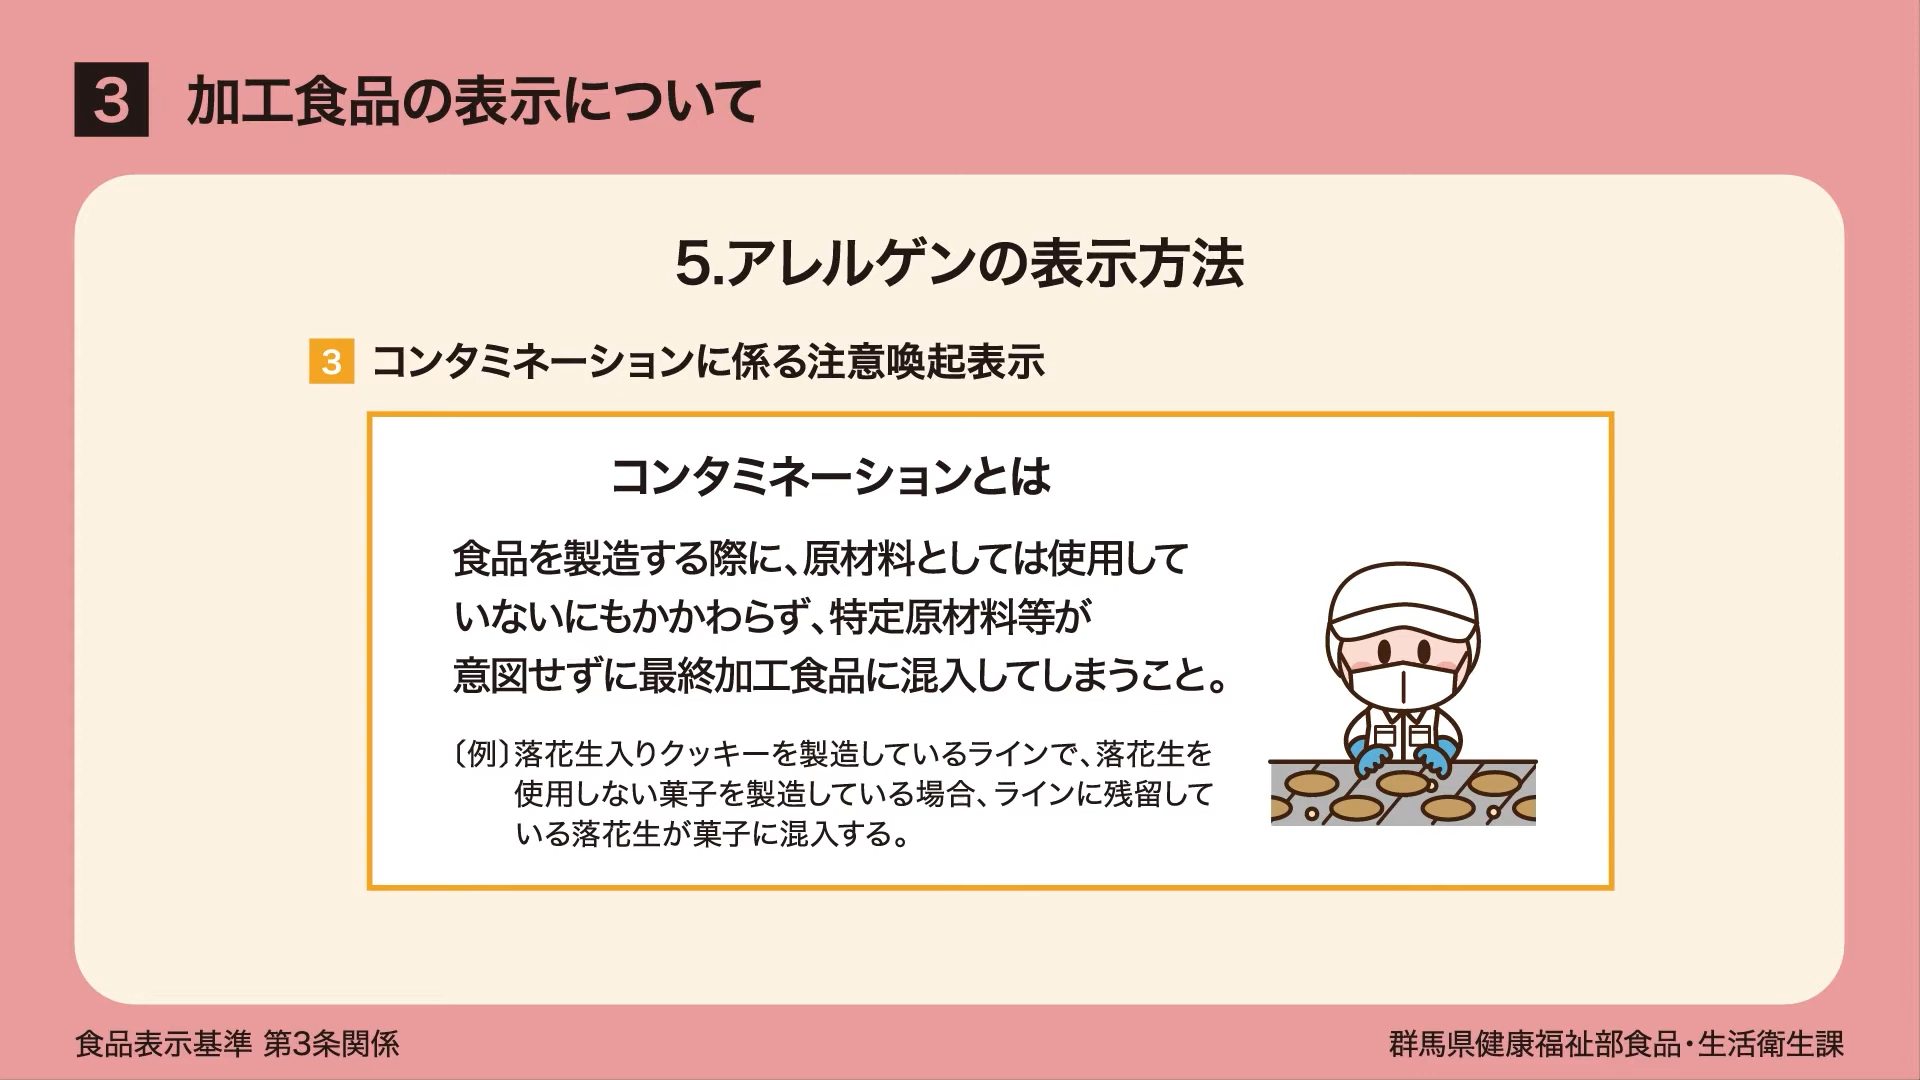 3 加工食品の表示について
5.アレルゲンの表示方法
3 コンタミネーションに係る注意喚起表示
コンタミネーションとは
食品を製造する際に、原材料としては使用して
いないにもかかわらず、特定原材料等が
意図せずに最終加工食品に混入してしまうこと。
〔例〕落花生入りクッキーを製造しているラインで、落花生を
使用しない菓子を製造している場合、ラインに残留して
いる落花生が菓子に混入する。
食品表示基準 第3条関係
群馬県健康福祉部食品・生活衛生課